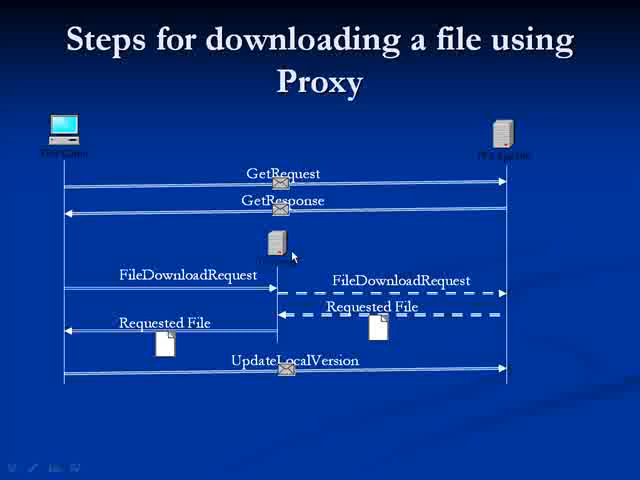 Steps for downloading a file using
Proxy
GetRequest
GetResponse
FileDownloadRequest
FileDownloadRequest
Requested File
Requested File
UpdateLocalVersion